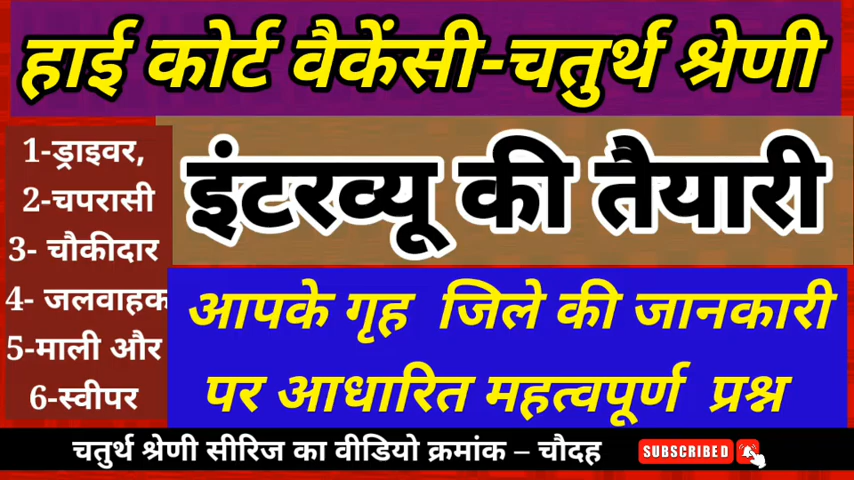 हाई कोर्ट वैकेंसी-चतुर्थ श्रेणी
1-ड्राइवर,
2-चपरासी
3- चौकीदार
4- जलवाहक
5-माली और
6-स्वीपर
इंटरव्यू की तैयारी
आपके गृह जिले की जानकारी
पर आधारित महत्वपूर्ण प्रश्न
चतुर्थ श्रेणी सीरिज का वीडियो क्रमांक – चौदह
SUBSCRIBED